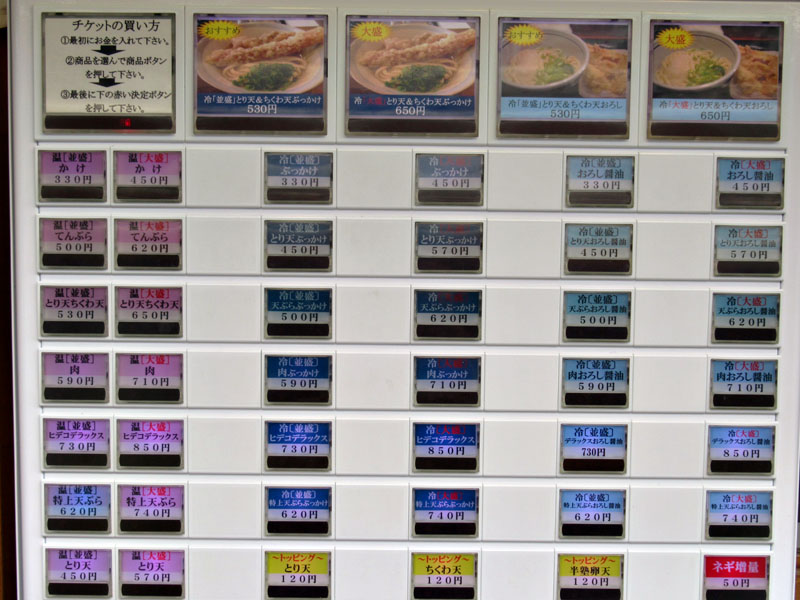 チケットの買い方
①最初にお金を入れて下さい。
②商品を選んで商品ボタン
を押して下さい。
③最後に下の赤い決定ボタン
を押して下さい。
おすすめ
冷「並盛」とり天&ちくわ天ぶっかけ
530円
大盛
冷「大盛」とり天&ちくわ天ぶっかけ
650円
おすすめ
冷「並盛」とり天&ちくわ天おろし
530円
大盛
冷「大盛」とり天&ちくわ天おろし
650円
温[並盛]
かけ
330円
温[大盛]
かけ
450円
冷[並盛]
ぶっかけ
330円
冷[大盛]
ぶっかけ
450円
冷[並盛]
おろし醤油
330円
冷[大盛]
おろし醤油
450円
温[並盛]
てんぷら
500円
温[大盛]
てんぷら
620円
冷[並盛]
とり天ぶっかけ
450円
冷[大盛]
とり天ぶっかけ
570円
冷[並盛]
とり天おろし醤油
450円
冷[大盛]
とり天おろし醤油
570円
温[並盛]
とり天ちくわ天
530円
温[大盛]
とり天ちくわ天
650円
冷[並盛]
天ぷらぶっかけ
500円
冷[大盛]
天ぷらぶっかけ
620円
冷[並盛]
天ぷらおろし醤油
500円
冷[大盛]
天ぷらおろし醤油
620円
温[並盛]
肉
590円
温[大盛]
肉
710円
冷[並盛]
肉ぶっかけ
590円
冷[大盛]
肉ぶっかけ
710円
冷[並盛]
肉おろし醤油
590円
冷[大盛]
肉おろし醤油
710円
温[並盛]
ヒデコデラックス
730円
温[大盛]
ヒデコデラックス
850円
冷[並盛]
ヒデコデラックス
730円
冷[大盛]
ヒデコデラックス
850円
冷[並盛]
デラックスおろし醤油
730円
冷[大盛]
デラックスおろし醤油
850円
温[並盛]
特上天ぷら
620円
温[大盛]
特上天ぷら
740円
冷[並盛]
特上天ぷらぶっかけ
620円
冷[大盛]
特上天ぷらぶっかけ
740円
冷[並盛]
特上天ぷらおろし醤油
620円
冷[大盛]
特上天ぷらおろし醤油
740円
温[並盛]
とり天
450円
温[大盛]
とり天
570円
~トッピング~
とり天
120円
~トッピング~
ちくわ天
120円
~トッピング~
半熟卵天
120円
ネギ増量
50円